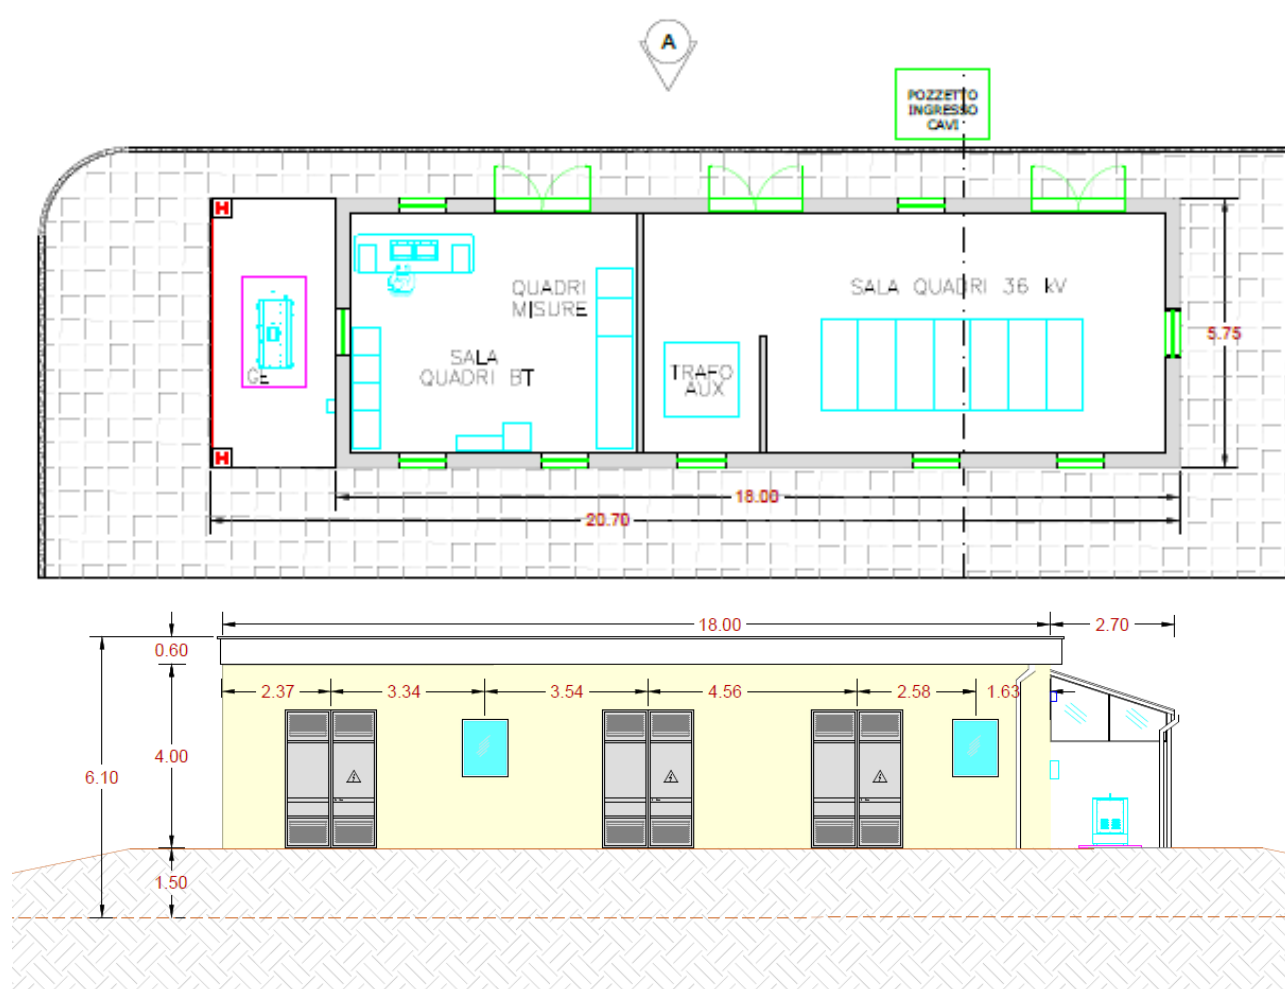 A
POZZETTO
INGRESSO
CAVI
H
QUADRI
MISURE
SALA QUADRI 36 kV
5.75
SALA
QUADRI BT
TRAFO
AUX
GE
H
18.00
20.70
18.00
2.70
0.60
2.37
3.34
3.54
4.56
2.58
1.63
4.00
6.10
1.50